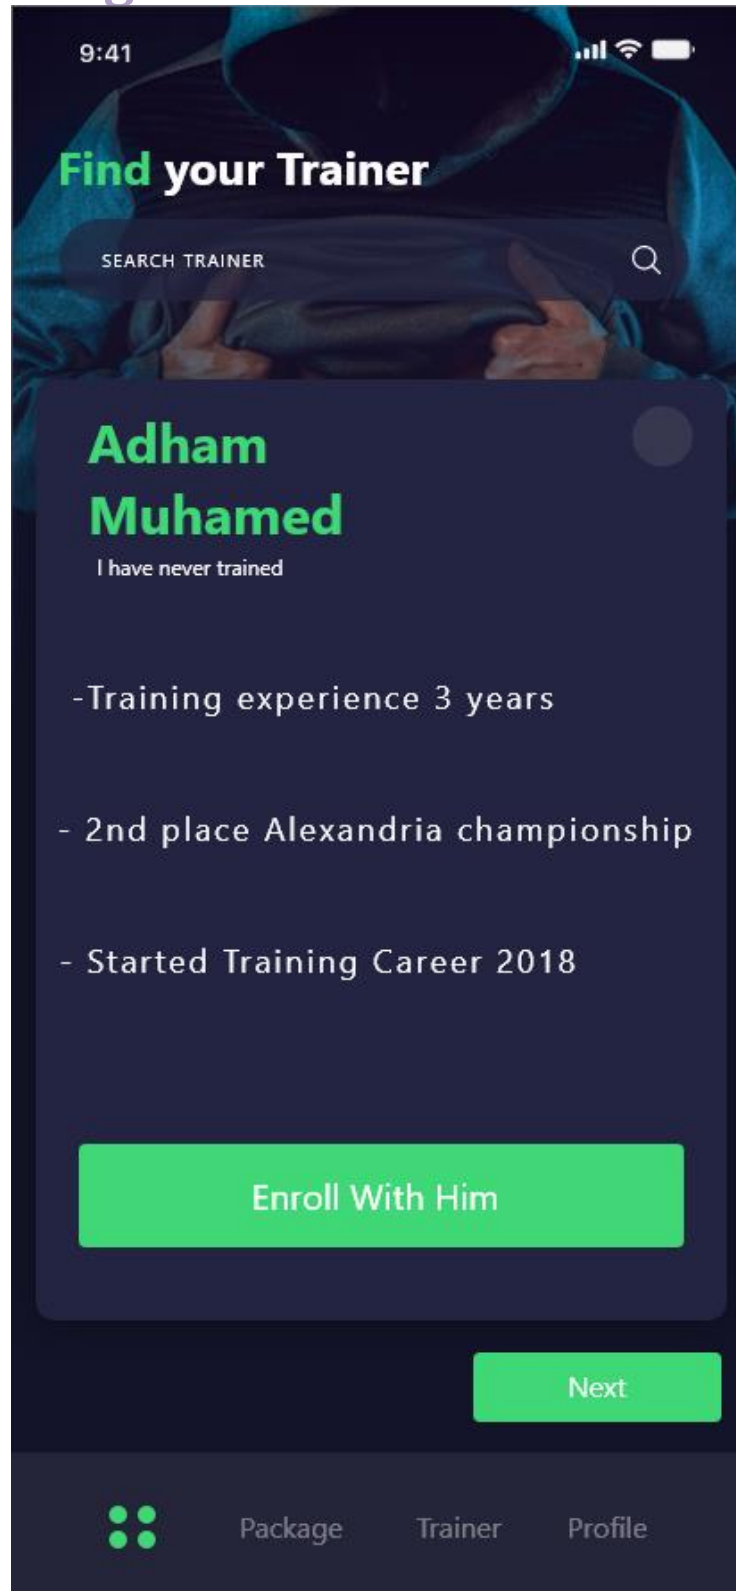 9:41
Find your Trainer
SEARCH TRAINER
Adham
Muhamed
I have never trained
-Training experience 3 years
- 2nd place Alexandria championship
- Started Training Career 2018
Enroll With Him
Next
Package Trainer Profile